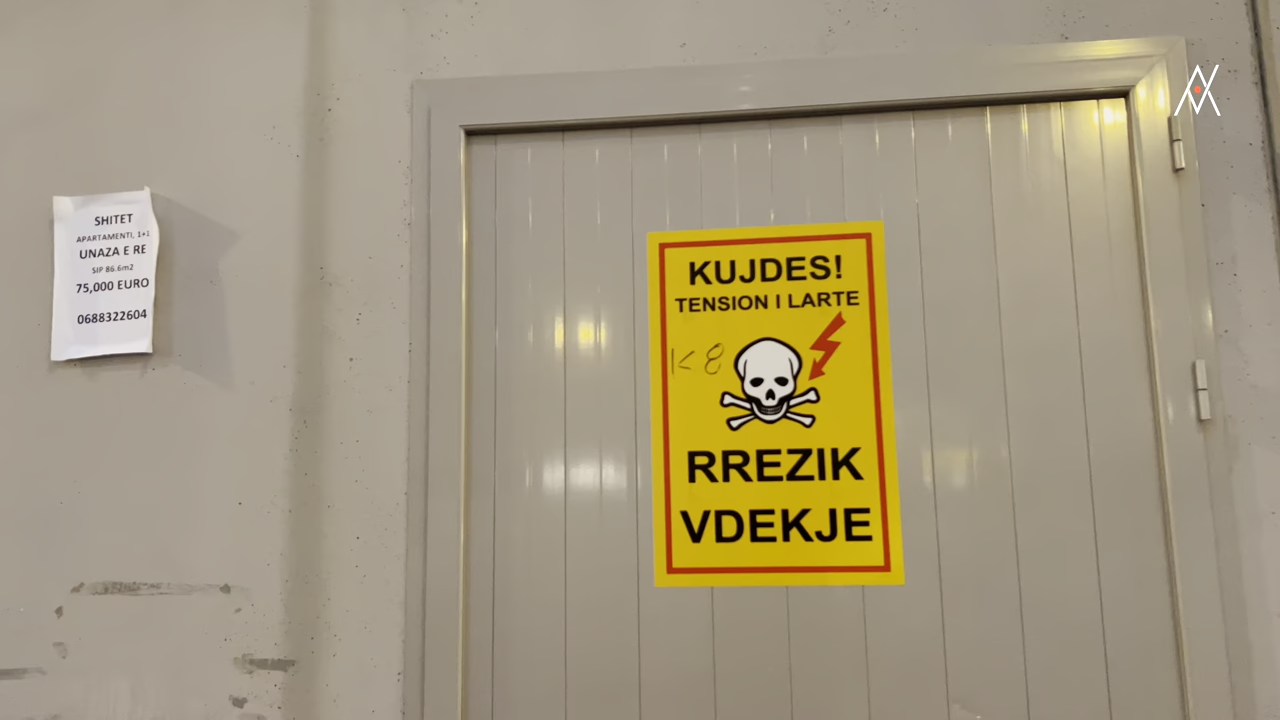 SHITET
APARTAMENTI, 1+1
UNAZA E RE
SIP 86.6m2
75,000 EURO
0688322604
KUJDES!
TENSION I LARTE
K8
RREZIK
VDEKJE